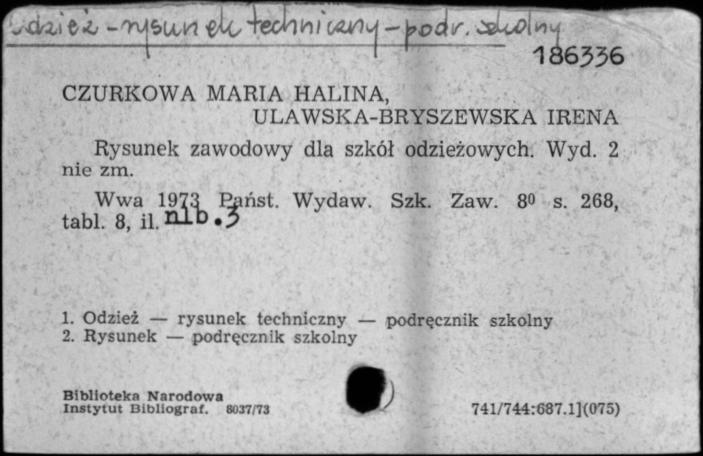 Odzież - rysunek techniczny - podr. szkolny
186336
CZURKOWA MARIA HALINA,
ULAWSKA-BRYSZEWSKA IRENA
Rysunek zawodowy dla szkół odzieżowych. Wyd. 2
nie zm.
Wwa 1973 Państ. Wydaw. Szk. Zaw. 8⁰ s. 268,
tabl. 8, il. nlb. 3
1. Odzież — rysunek techniczny — podręcznik szkolny
2. Rysunek — podręcznik szkolny
Biblioteka Narodowa
Instytut Bibliograf. 8037/73
741/744:687.1](075)